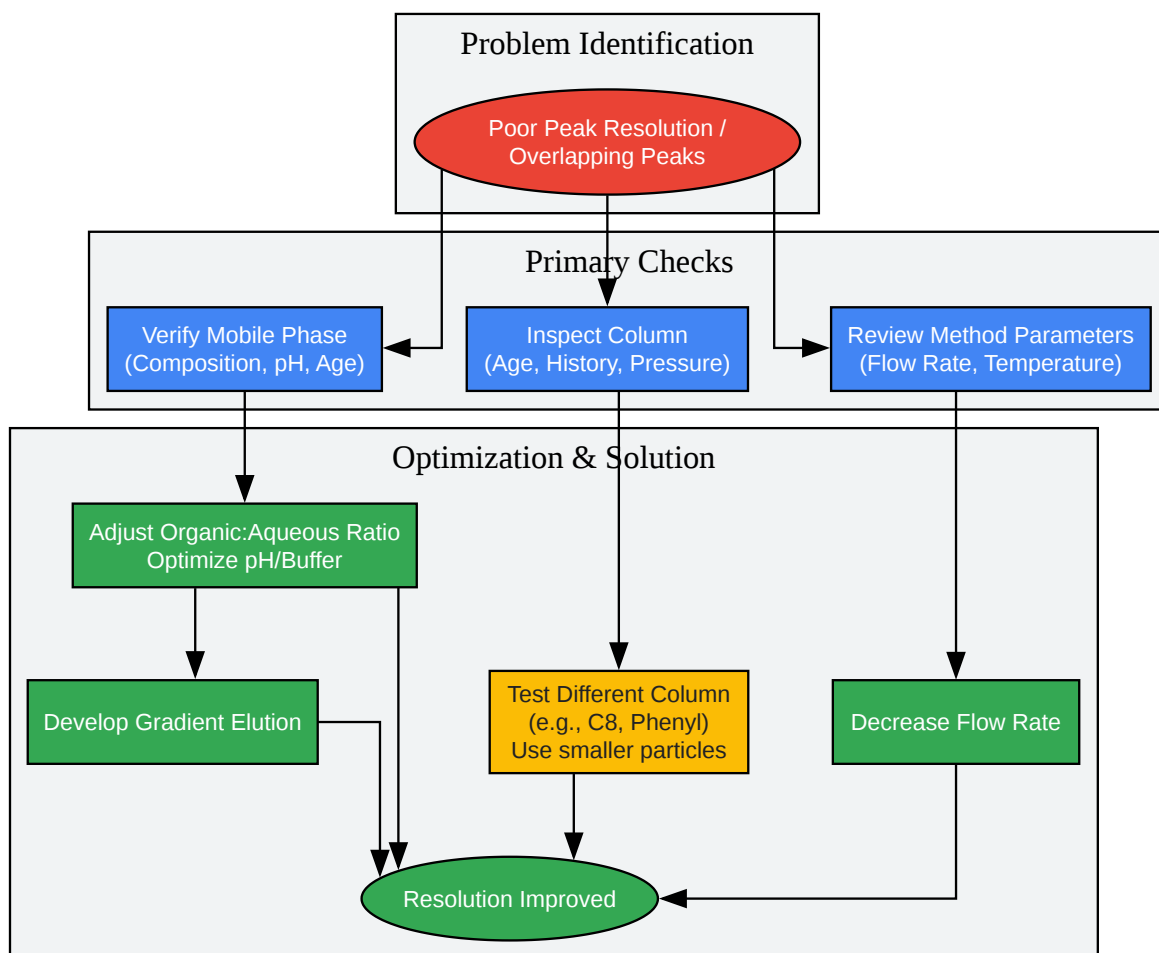 Problem Identification
Poor Peak Resolution /
Overlapping Peaks
Primary Checks
Verify Mobile Phase
(Composition, pH, Age)
Inspect Column
(Age, History, Pressure)
Review Method Parameters
(Flow Rate, Temperature)
Optimization & Solution
Adjust Organic:Aqueous Ratio
Optimize pH/Buffer
Develop Gradient Elution
Test Different Column
(e.g., C8, Phenyl)
Use smaller particles
Decrease Flow Rate
Resolution Improved